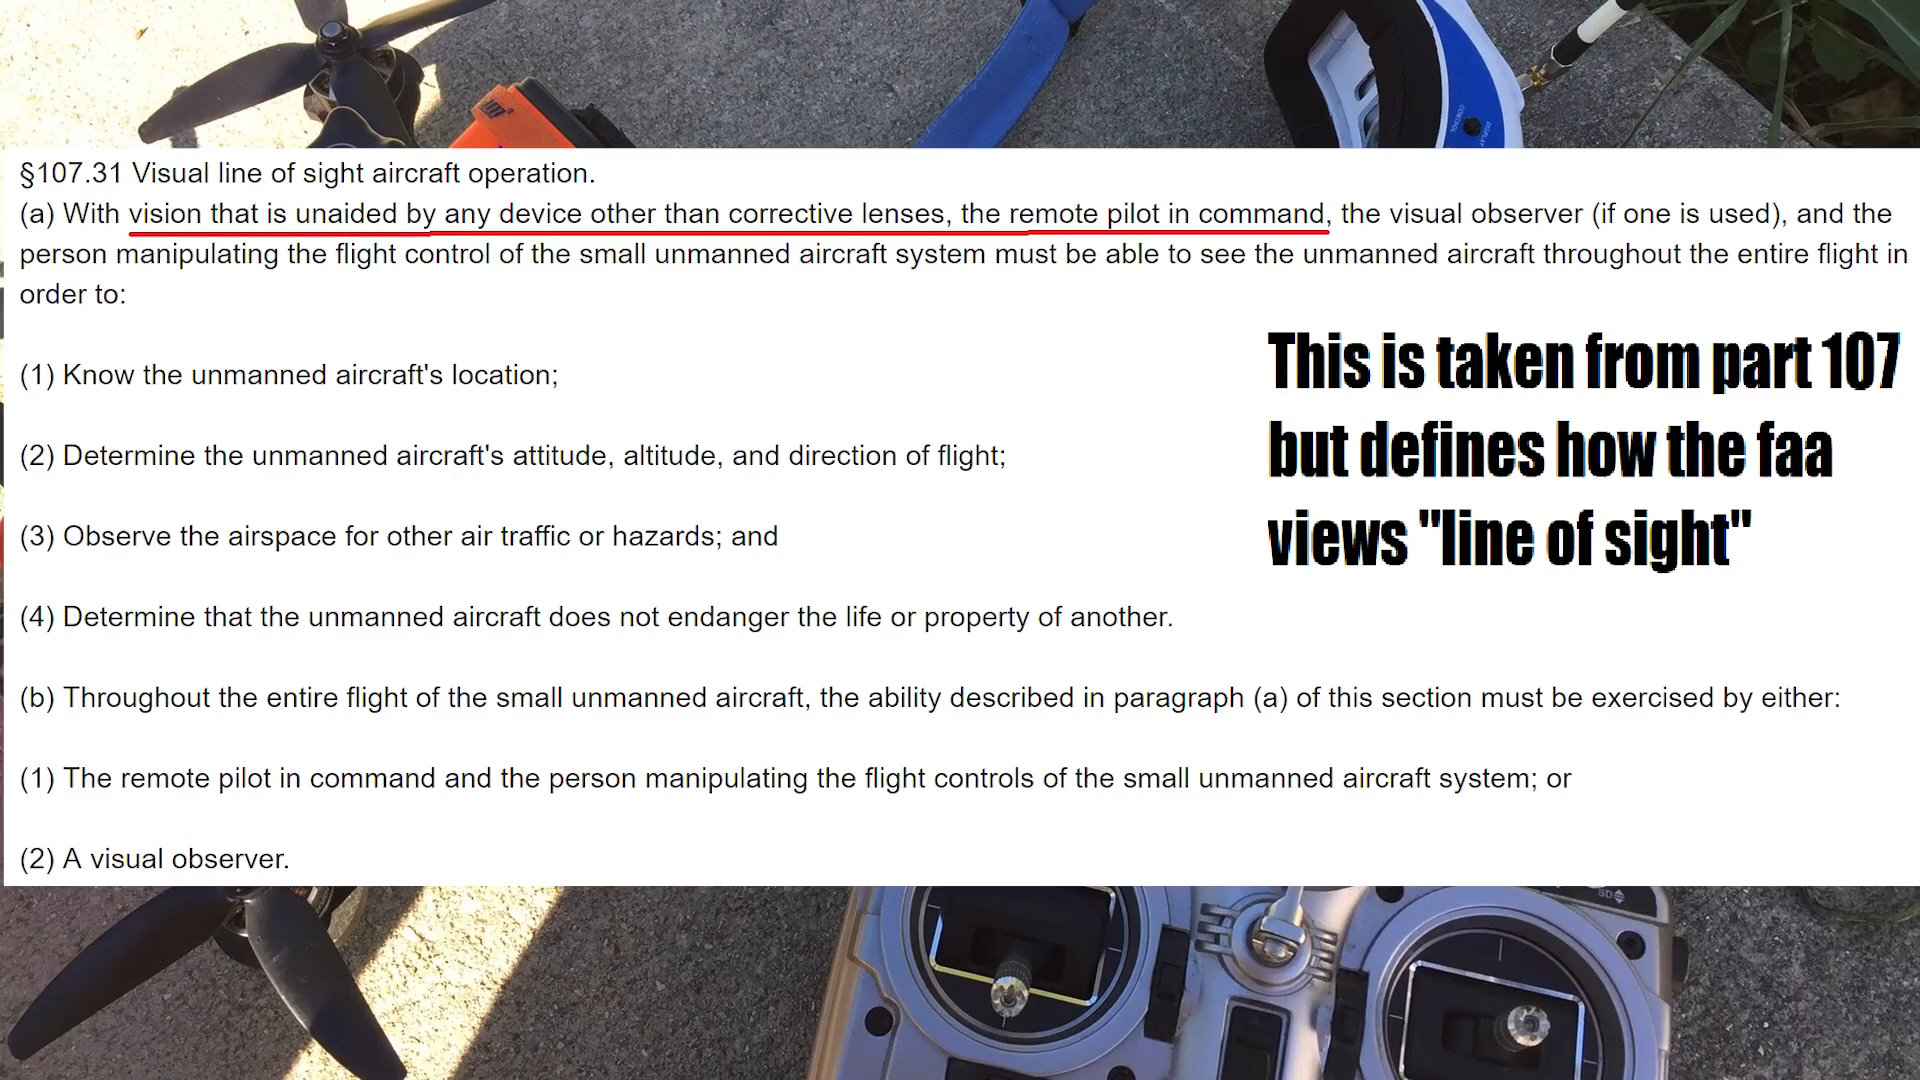 §107.31 Visual line of sight aircraft operation.
(a) With vision that is unaided by any device other than corrective lenses, the remote pilot in command, the visual observer (if one is used), and the
person manipulating the flight control of the small unmanned aircraft system must be able to see the unmanned aircraft throughout the entire flight in
order to:
(1) Know the unmanned aircraft's location;
(2) Determine the unmanned aircraft's attitude, altitude, and direction of flight;
(3) Observe the airspace for other air traffic or hazards; and
(4) Determine that the unmanned aircraft does not endanger the life or property of another.
(b) Throughout the entire flight of the small unmanned aircraft, the ability described in paragraph (a) of this section must be exercised by either:
(1) The remote pilot in command and the person manipulating the flight controls of the small unmanned aircraft system; or
(2) A visual observer.
This is taken from part 107
but defines how the faa
views "line of sight"